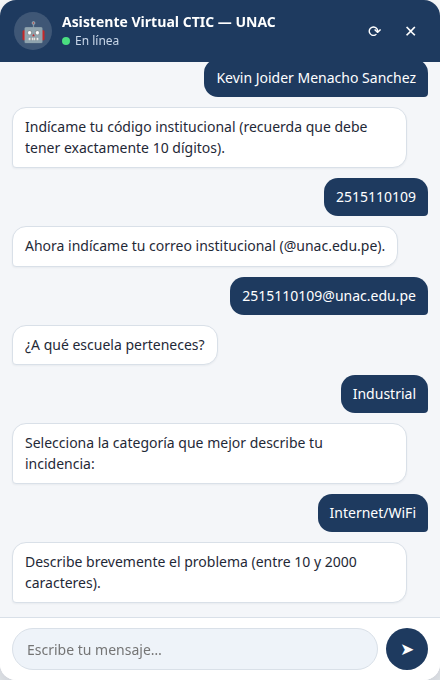 Asistente Virtual CTIC — UNAC
En línea
Kevin Joider Menacho Sanchez
Indícame tu código institucional (recuerda que debe
tener exactamente 10 dígitos).
2515110109
Ahora indícame tu correo institucional (@unac.edu.pe).
2515110109@unac.edu.pe
¿A qué escuela perteneces?
Industrial
Selecciona la categoría que mejor describe tu
incidencia:
Internet/WiFi
Describe brevemente el problema (entre 10 y 2000
caracteres).
Escribe tu mensaje...